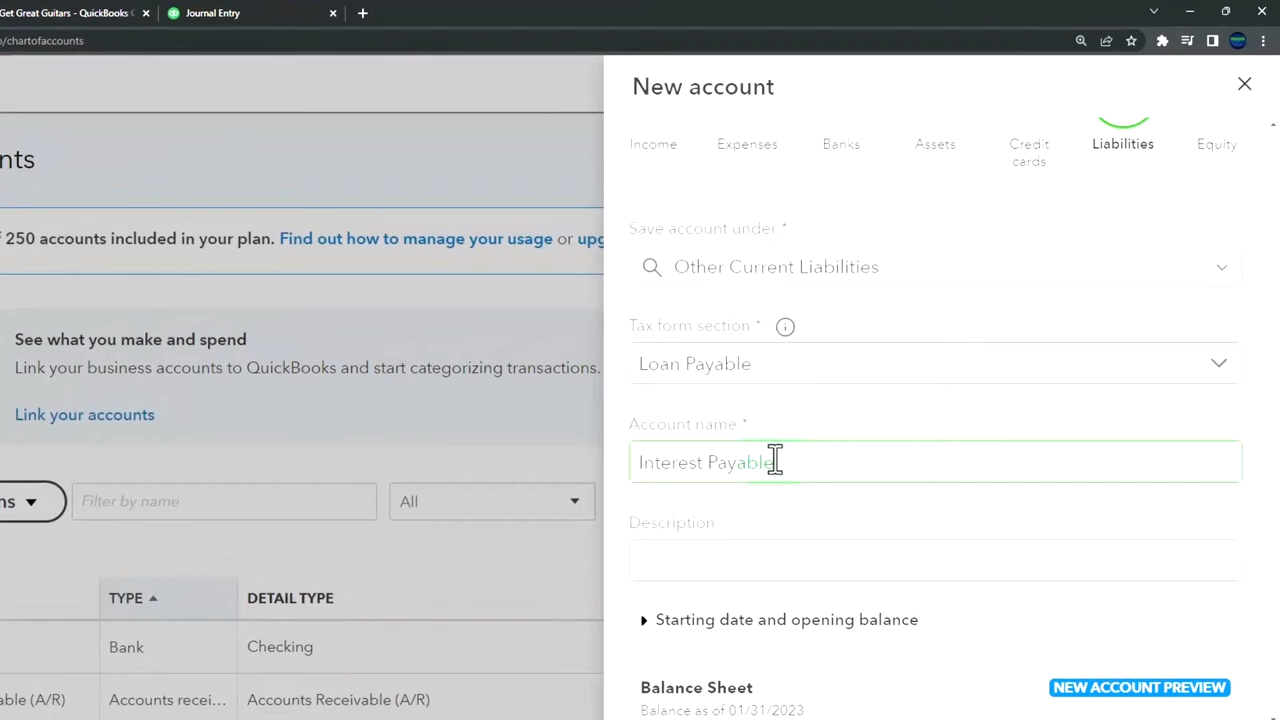 Get Great Guitars - QuickBooks
Journal Entry
/chartofaccounts
New account
Income
Expenses
Banks
Assets
Credit
cards
Liabilities
Equity
nts
250 accounts included in your plan. Find out how to manage your usage or upg
Save account under *
Other Current Liabilities
Tax form section *
Loan Payable
See what you make and spend
Link your business accounts to QuickBooks and start categorizing transactions.
Link your accounts
Account name *
Interest Payable
ns
Filter by name
All
Description
TYPE
DETAIL TYPE
Starting date and opening balance
Bank
Checking
Balance Sheet
NEW ACCOUNT PREVIEW
Balance as of 01/31/2023
able (A/R)
Accounts recei...
Accounts Receivable (A/R)